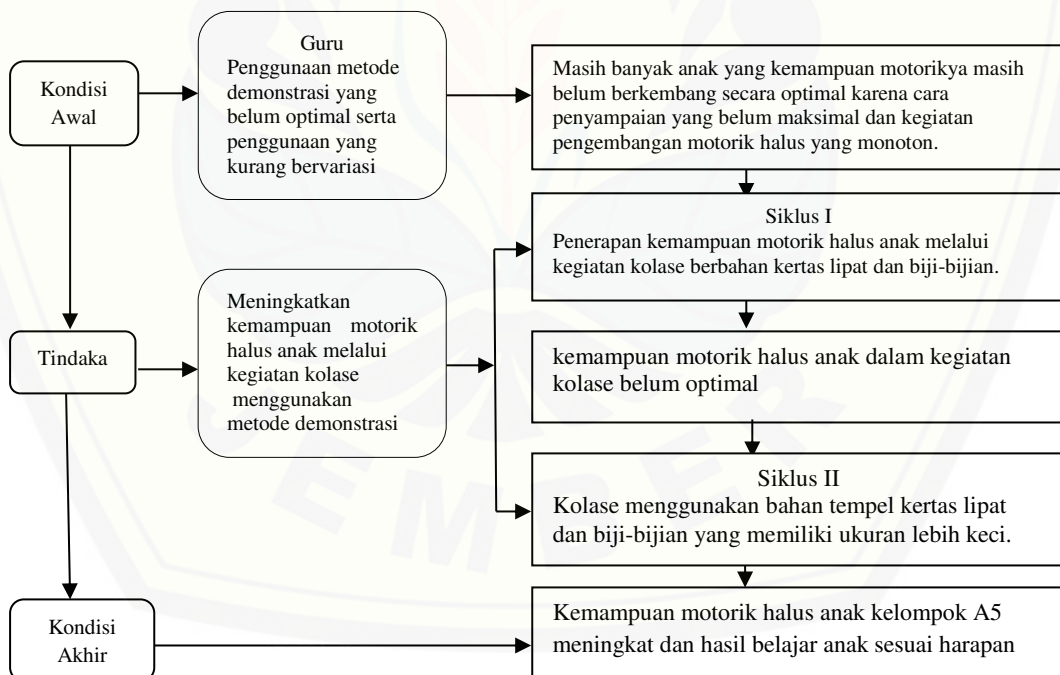 Kondisi
Awal
Guru
Penggunaan metode
demonstrasi yang
belum optimal serta
penggunaan yang
kurang bervariasi
Masih banyak anak yang kemampuan motorikya masih
belum berkembang secara optimal karena cara
penyampaian yang belum maksimal dan kegiatan
pengembangan motorik halus yang monoton.
Siklus I
Penerapan kemampuan motorik halus anak melalui
kegiatan kolase berbahan kertas lipat dan biji-bijian.
Tindaka
Meningkatkan
kemampuan motorik
halus anak melalui
kegiatan kolase
menggunakan
metode demonstrasi
kemampuan motorik halus anak dalam kegiatan
kolase belum optimal
Siklus II
Kolase menggunakan bahan tempel kertas lipat
dan biji-bijian yang memiliki ukuran lebih keci.
Kondisi
Akhir
Kemampuan motorik halus anak kelompok A5
meningkat dan hasil belajar anak sesuai harapan
JEMBER